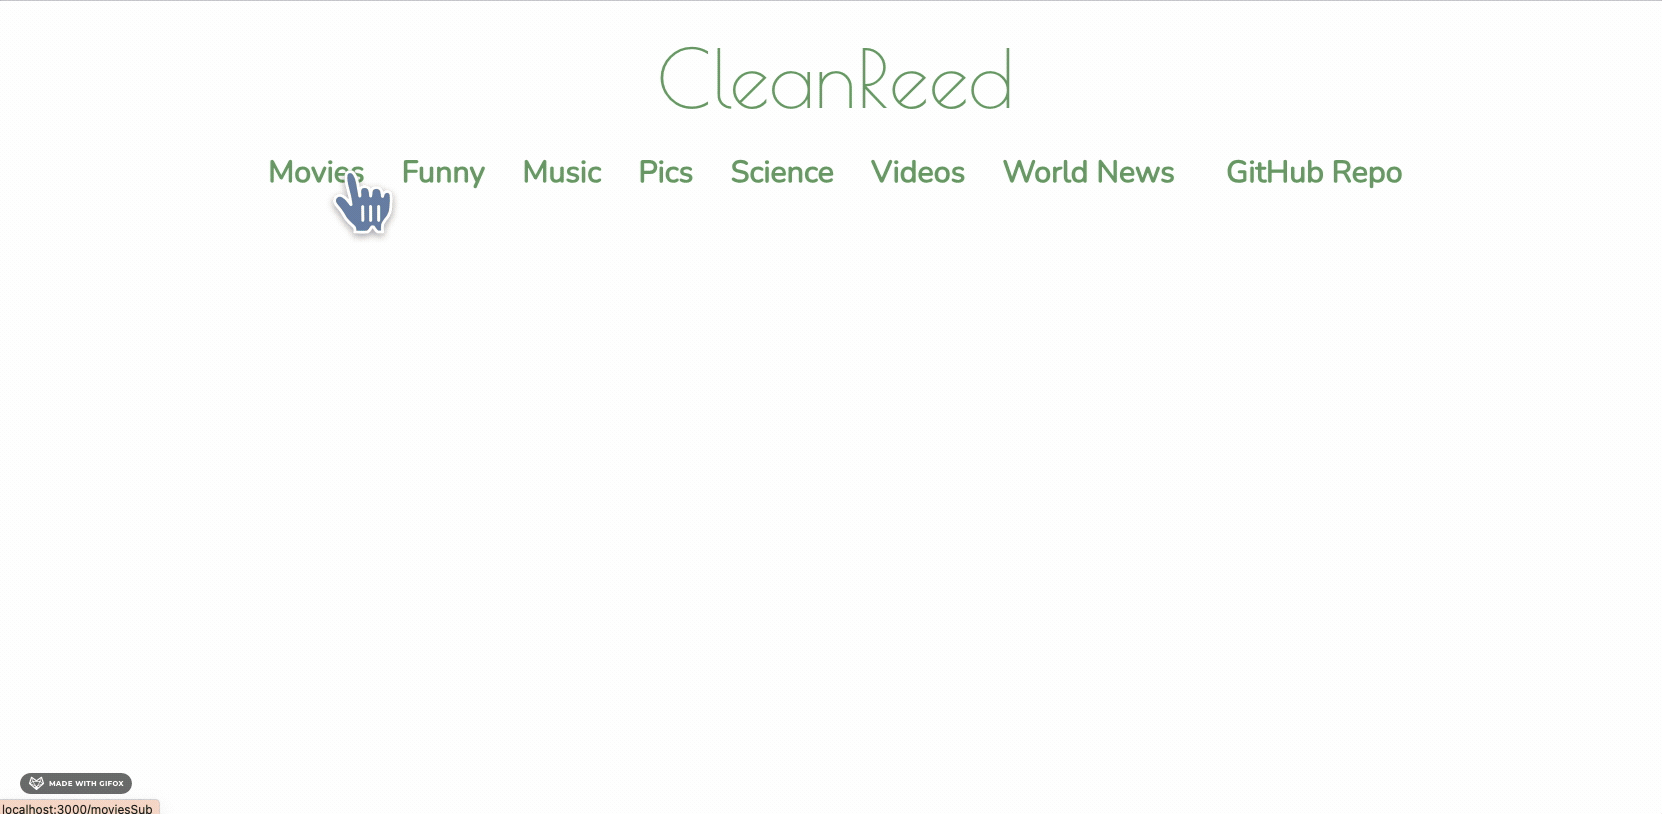 CleanReed
Movies Funny Music Pics Science Videos World News GitHub Repo
MADE WITH GIFOX
localhost:3000/moviesSub